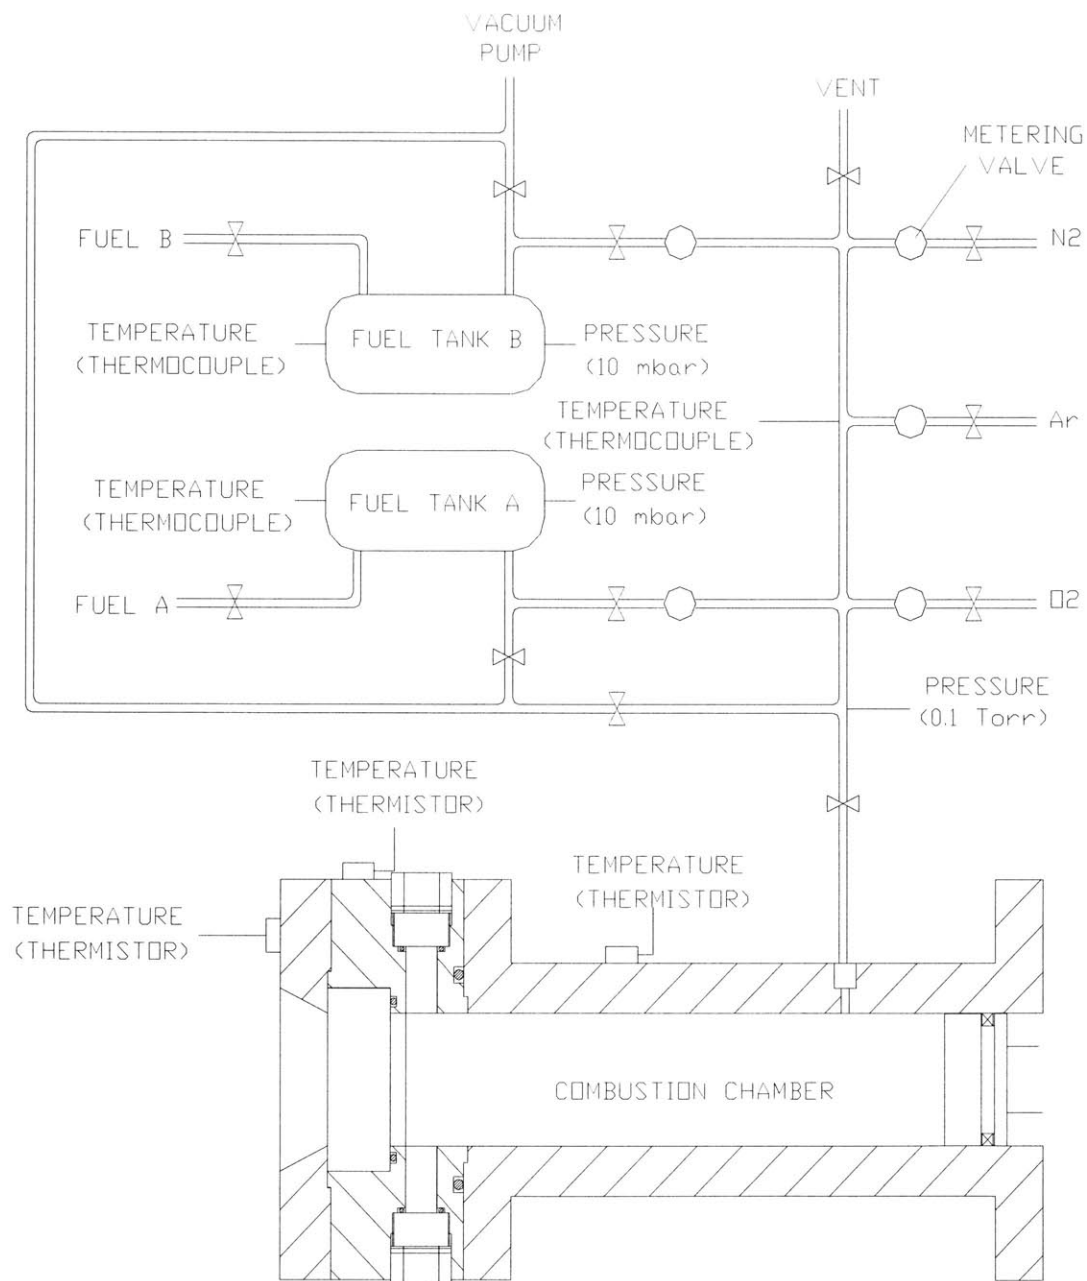 VACUUM
PUMP
VENT
METERING
VALVE
FUEL B
N2
TEMPERATURE
(THERMOCOUPLE)
FUEL TANK B
PRESSURE
(10 mbar)
TEMPERATURE
(THERMOCOUPLE)
Ar
TEMPERATURE
(THERMOCOUPLE)
FUEL TANK A
PRESSURE
(10 mbar)
FUEL A
O2
PRESSURE
(0.1 Torr)
TEMPERATURE
(THERMISTOR)
TEMPERATURE
(THERMISTOR)
TEMPERATURE
(THERMISTOR)
COMBUSTION CHAMBER